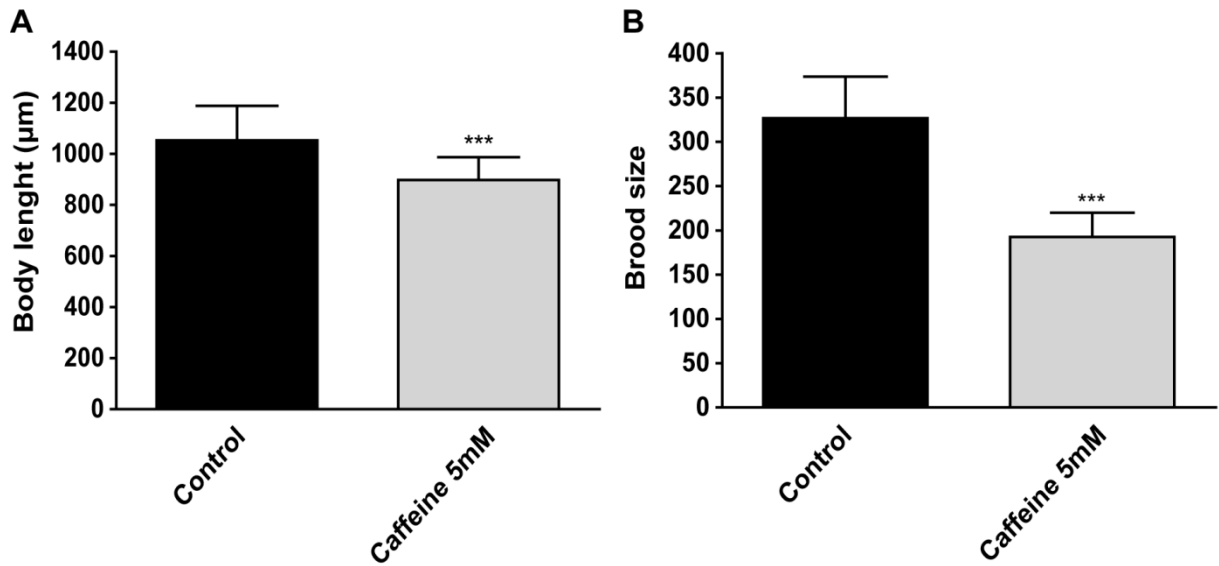 A
Body lenght (µm)
1400
1200
1000
800
600
400
200
0
***
Control
Caffeine 5mM
B
Brood size
400
350
300
250
200
150
100
50
0
***
Control
Caffeine 5mM